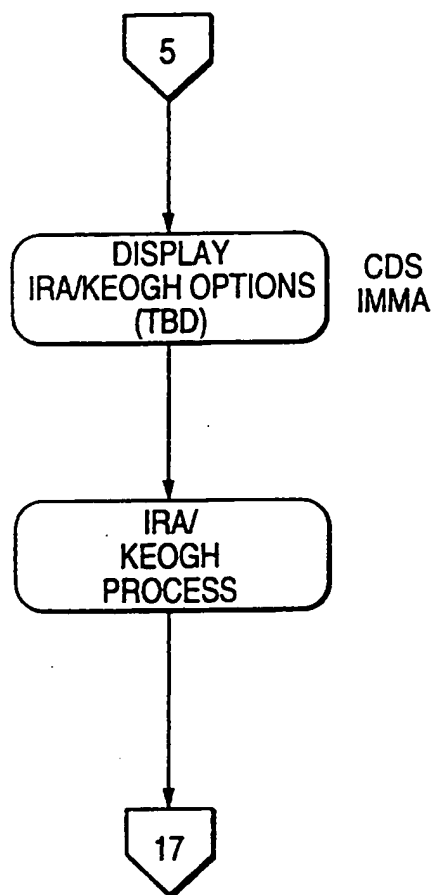 5
DISPLAY
IRA/KEOGH OPTIONS
(TBD)
CDS
IMMA
IRA/
KEOGH
PROCESS
17